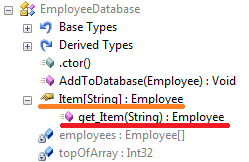 EmployeeDatabase
Base Types
Derived Types
.ctor()
AddToDatabase(Employee) : Void
Item[String] : Employee
get_Item(String) : Employee
employees : Employee[]
topOfArray : Int32